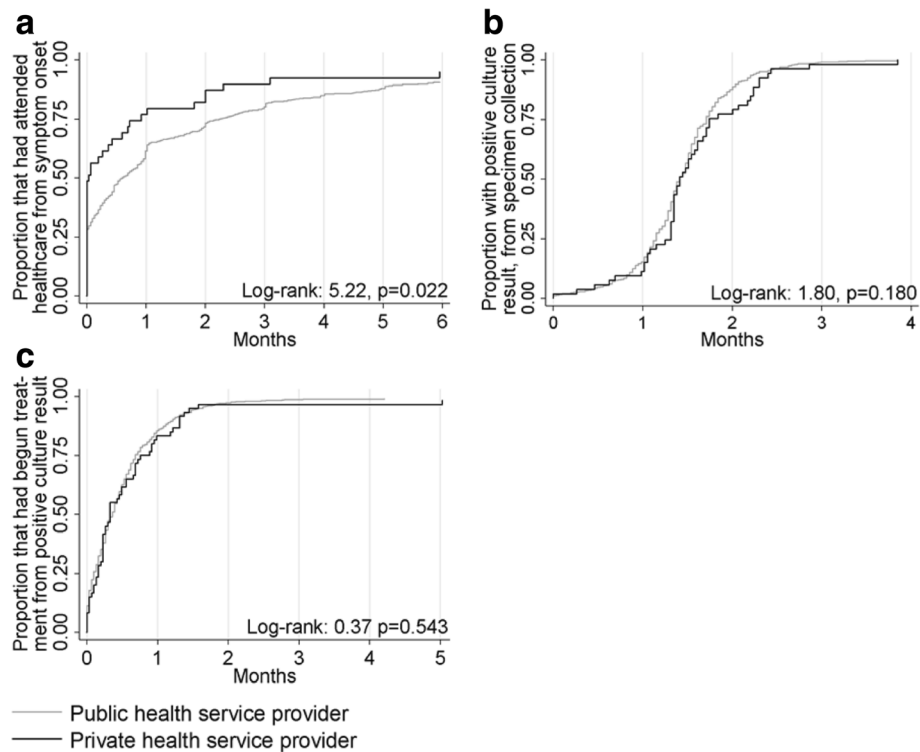 a
Proportion that had attended
healthcare from symptom onset
0.00 0.25 0.50 0.75 1.00
Log-rank: 5.22, p=0.022
0 1 2 3 4 5 6
Months
b
Proportion with positive culture
result, from specimen collection
0.00 0.25 0.50 0.75 1.00
Log-rank: 1.80, p=0.180
0 1 2 3 4
Months
c
Proportion that had begun treat-
ment from positive culture result
0.00 0.25 0.50 0.75 1.00
Log-rank: 0.37 p=0.543
0 1 2 3 4 5
Months
Public health service provider
Private health service provider